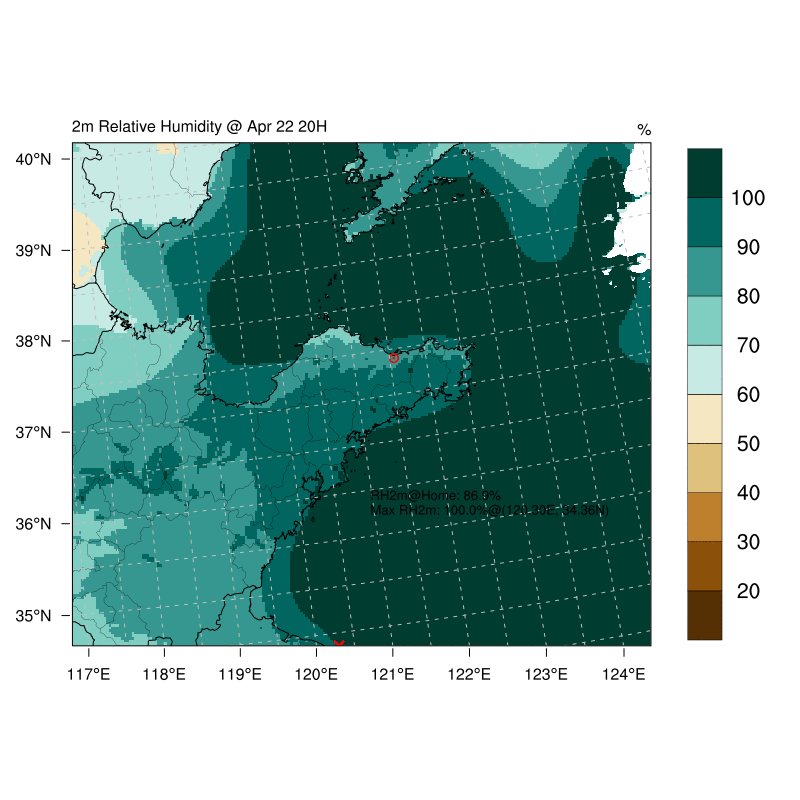 2m Relative Humidity @ Apr 22 20H
%
40°N
39°N
38°N
37°N
36°N
35°N
117°E
118°E
119°E
120°E
121°E
122°E
123°E
124°E
100
90
80
70
60
50
40
30
20
RH2m@Home: 86.9%
Max RH2m: 100.0%@(120.30E, 34.36N)